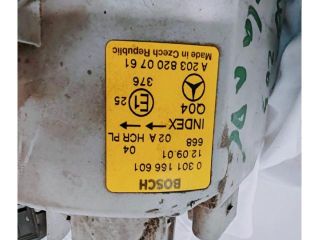 BOSCH
0 301 166 601
12 09.01 04
668 02 A HCR PL
INDEX
Q04
E1 25
376
A 203 820 07 61
Made in Czech Republic